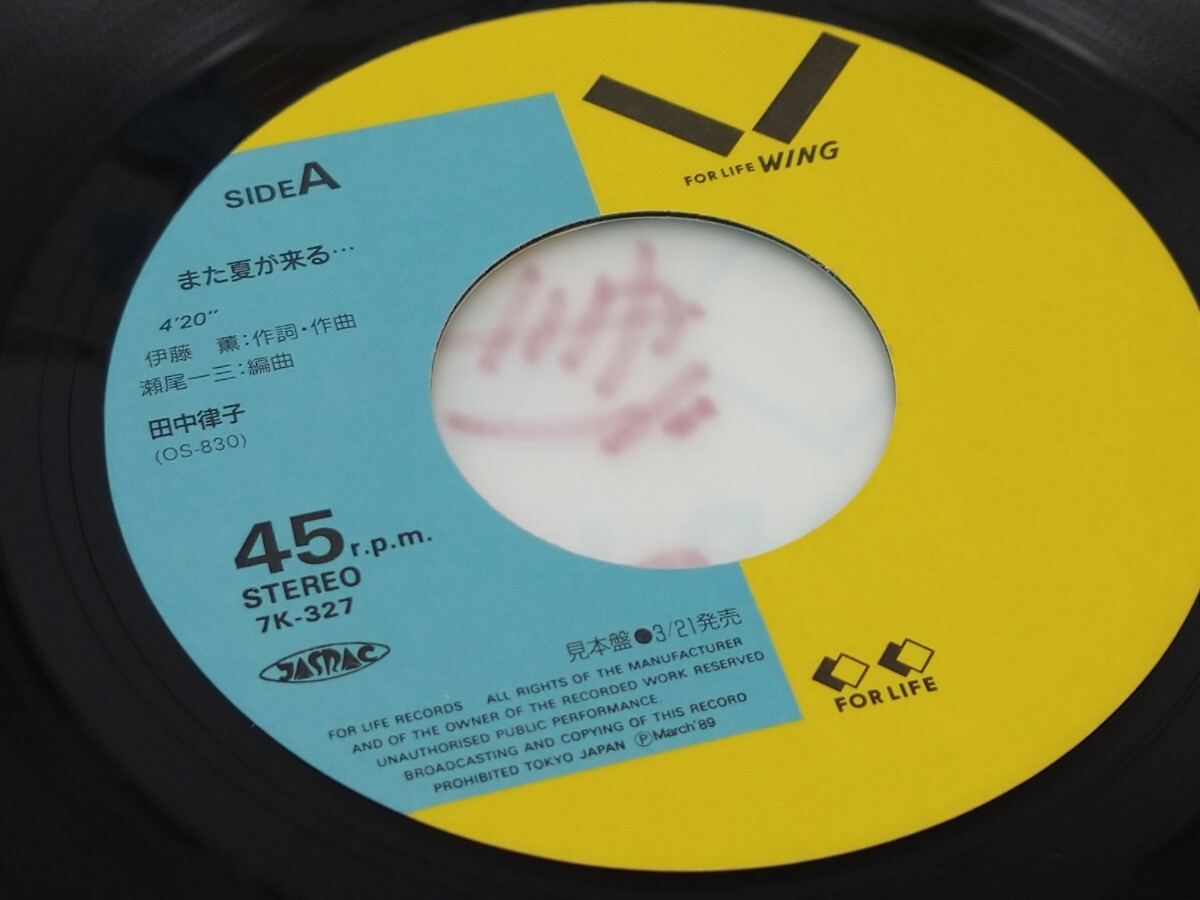 FOR LIFE WING
SIDE A
また夏が来る…
4'20"
伊藤 薫:作詞・作曲
瀬尾一三:編曲
田中律子
(OS-830)
45 r.p.m.
STEREO
7K-327
JASRAC
見本盤●3/21発売
FOR LIFE RECORDS ALL RIGHTS OF THE MANUFACTURER
AND OF THE OWNER OF THE RECORDED WORK RESERVED
UNAUTHORISED PUBLIC PERFORMANCE.
BROADCASTING AND COPYING OF THIS RECORD
PROHIBITED TOKYO JAPAN ℗March'89
FOR LIFE